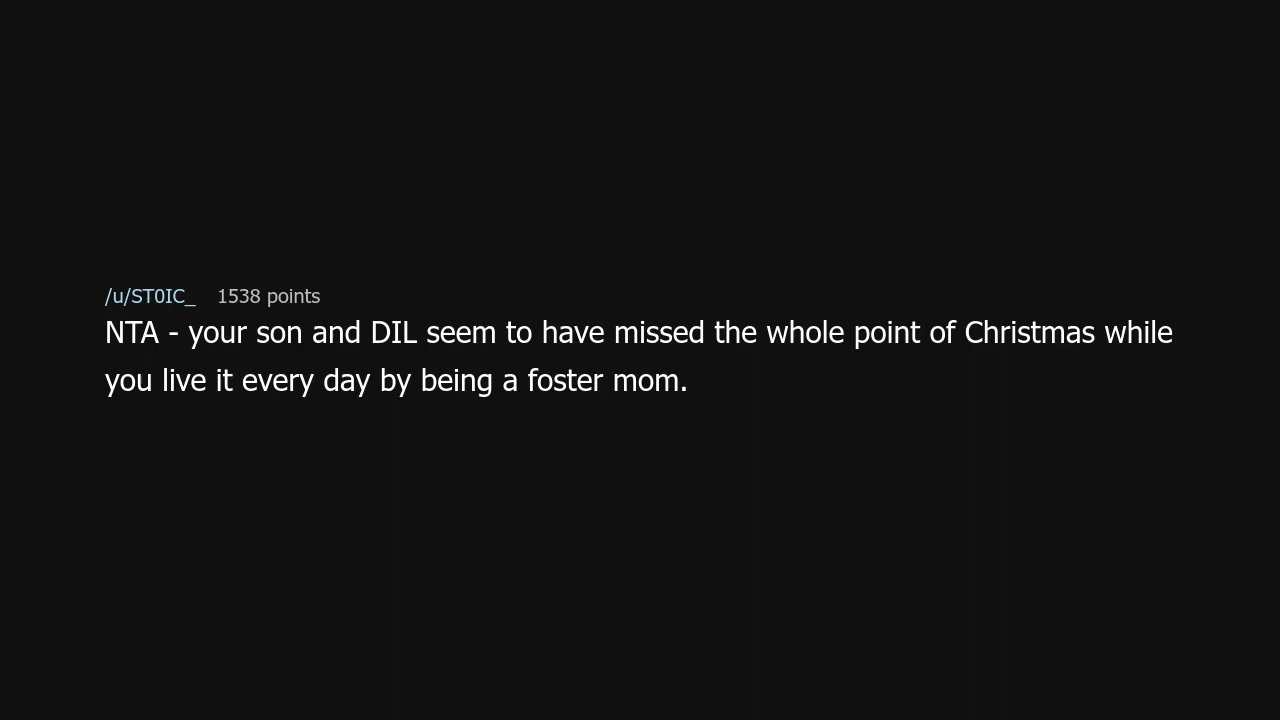 /u/ST0IC_ 1538 points
NTA - your son and DIL seem to have missed the whole point of Christmas while
you live it every day by being a foster mom.